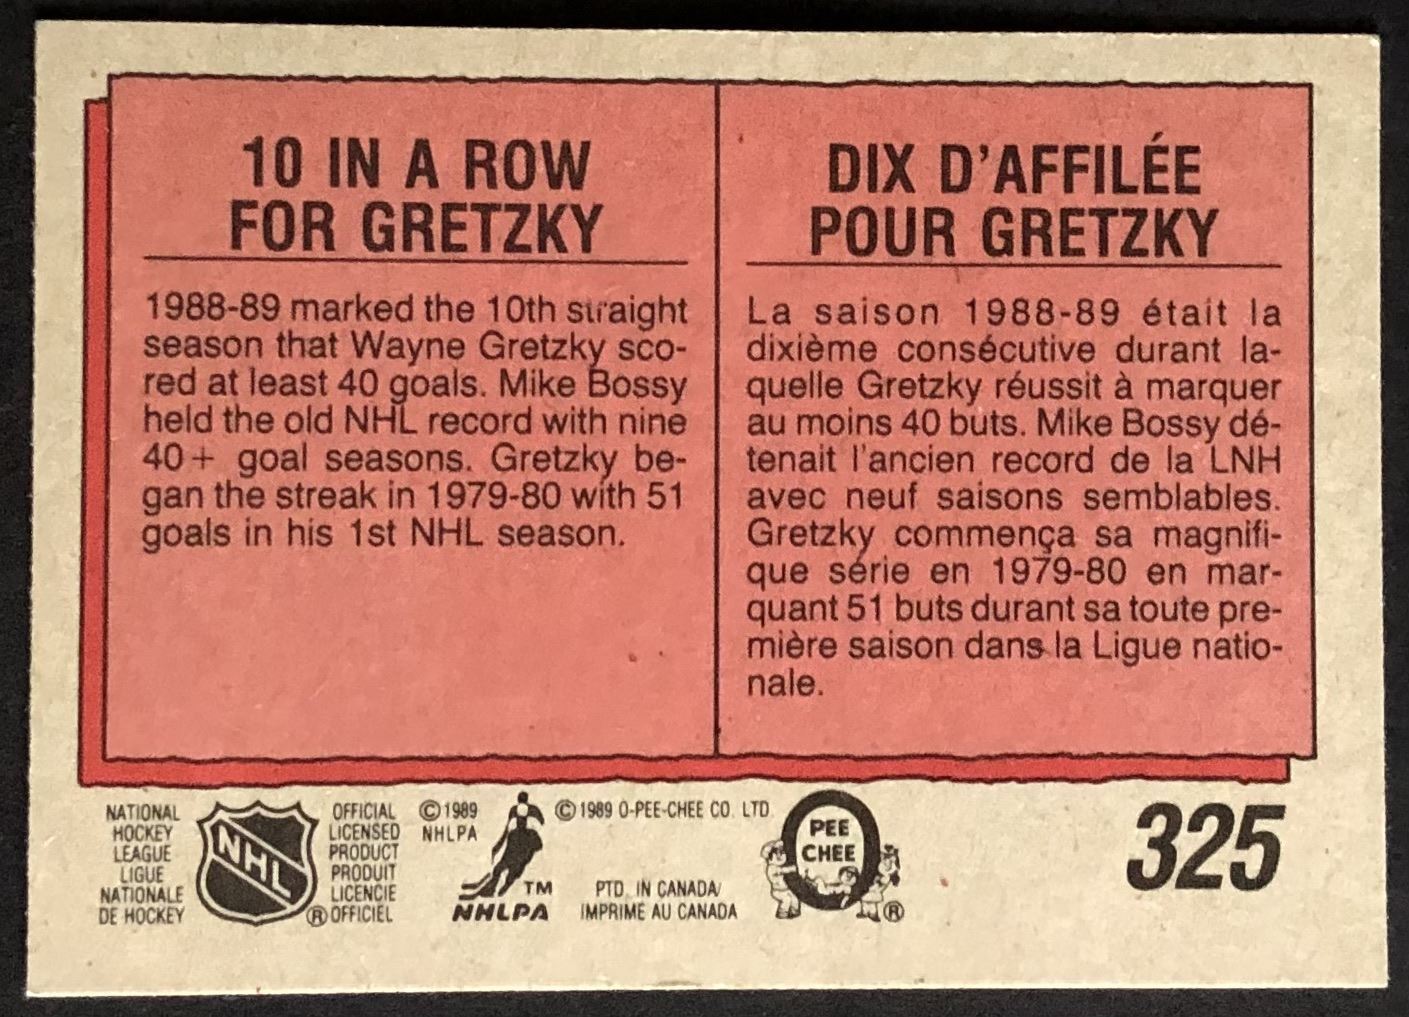 10 IN A ROW
FOR GRETZKY
1988-89 marked the 10th straight
season that Wayne Gretzky sco-
red at least 40 goals. Mike Bossy
held the old NHL record with nine
40+ goal seasons. Gretzky be-
gan the streak in 1979-80 with 51
goals in his 1st NHL season.
DIX D'AFFILÉE
POUR GRETZKY
La saison 1988-89 était la
dixième consécutive durant la-
quelle Gretzky réussit à marquer
au moins 40 buts. Mike Bossy dé-
tenait l'ancien record de la LNH
avec neuf saisons semblables.
Gretzky commença sa magnifi-
que série en 1979-80 en mar-
quant 51 buts durant sa toute pre-
mière saison dans la Ligue natio-
nale.
NATIONAL
HOCKEY
LEAGUE
LIGUE
NATIONALE
DE HOCKEY
NHL
®
OFFICIAL
LICENSED
PRODUCT
PRODUIT
LICENCIE
OFFICIEL
©1989
NHLPA
TM
NHLPA
©1989 O-PEE-CHEE CO. LTD.
PTD. IN CANADA/
IMPRIMÉ AU CANADA
O
PEE
CHEE
®
325